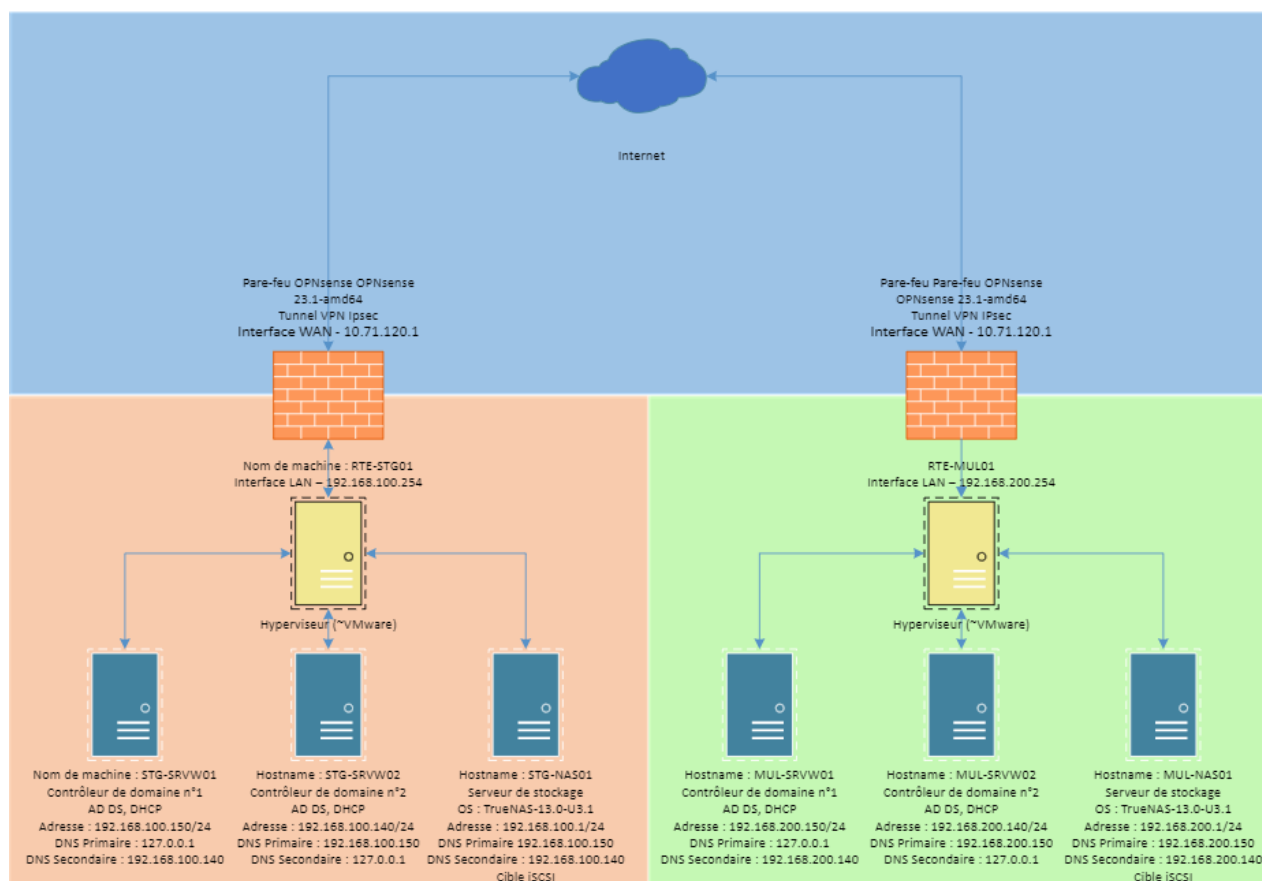 Internet
Pare-feu OPNsense OPNsense
23.1-amd64
Tunnel VPN Ipsec
Interface WAN - 10.71.120.1
Pare-feu Pare-feu OPNsense
OPNsense 23.1-amd64
Tunnel VPN IPsec
Interface WAN - 10.71.120.1
Nom de machine : RTE-STG01
Interface LAN – 192.168.100.254
RTE-MUL01
Interface LAN – 192.168.200.254
Hyperviseur (~VMware)
Hyperviseur (~VMware)
Nom de machine : STG-SRVW01
Contrôleur de domaine n°1
AD DS, DHCP
Adresse : 192.168.100.150/24
DNS Primaire : 127.0.0.1
DNS Secondaire : 192.168.100.140
Hostname : STG-SRVW02
Contrôleur de domaine n°2
AD DS, DHCP
Adresse : 192.168.100.140/24
DNS Primaire : 192.168.100.150
DNS Secondaire : 127.0.0.1
Hostname : STG-NAS01
Serveur de stockage
OS : TrueNAS-13.0-U3.1
Adresse : 192.168.100.1/24
DNS Primaire 192.168.100.150
DNS Secondaire : 192.168.100.140
Cible iSCSI
Hostname : MUL-SRVW01
Contrôleur de domaine n°1
AD DS, DHCP
Adresse : 192.168.200.150/24
DNS Primaire : 127.0.0.1
DNS Secondaire : 192.168.200.140
Hostname : MUL-SRVW02
Contrôleur de domaine n°2
AD DS, DHCP
Adresse : 192.168.200.140/24
DNS Primaire : 192.168.200.150
DNS Secondaire : 127.0.0.1
Hostname : MUL-NAS01
Serveur de stockage
OS : TrueNAS-13.0-U3.1
Adresse : 192.168.200.1/24
DNS Primaire : 192.168.200.150
DNS Secondaire : 192.168.200.140
Cible iSCSI